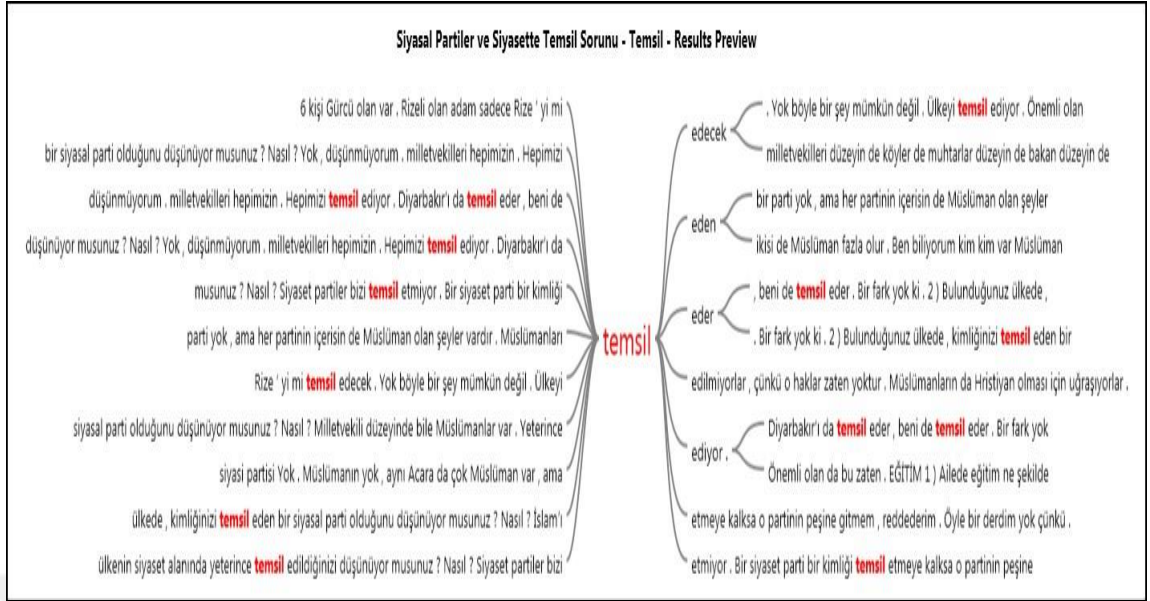 Siyasal Partiler ve Siyasette Temsil Sorunu - Temsil - Results Preview
6 kişi Gürcü olan var . Rizeli olan adam sadece Rize ' yi mi
bir siyasal parti olduğunu düşünüyor musunuz ? Nasıl ? Yok , düşünmüyorum . milletvekilleri hepimizin . Hepimizi
düşünmüyorum . milletvekilleri hepimizin . Hepimizi temsil ediyor . Diyarbakır'ı da temsil eder , beni de
düşünüyor musunuz ? Nasıl ? Yok , düşünmüyorum . milletvekilleri hepimizin . Hepimizi temsil ediyor . Diyarbakır'ı da
musunuz ? Nasıl ? Siyaset partiler bizi temsil etmiyor . Bir siyaset parti bir kimliği
parti yok , ama her partinin içerisin de Müslüman olan şeyler vardır . Müslümanları
Rize ' yi mi temsil edecek . Yok böyle bir şey mümkün değil . Ülkeyi
siyasal parti olduğunu düşünüyor musunuz ? Nasıl ? Milletvekili düzeyinde bile Müslümanlar var . Yeterince
siyasi partisi Yok . Müslümanın yok , aynı Acara da çok Müslüman var , ama
ülkede , kimliğinizi temsil eden bir siyasal parti olduğunu düşünüyor musunuz ? Nasıl ? İslam'ı
ülkenin siyaset alanında yeterince temsil edildiğinizi düşünüyor musunuz ? Nasıl ? Siyaset partiler bizi
temsil
edecek
. Yok böyle bir şey mümkün değil . Ülkeyi temsil ediyor . Önemli olan
milletvekilleri düzeyin de köyler de muhtarlar düzeyin de bakan düzeyin de
eden
bir parti yok , ama her partinin içerisin de Müslüman olan şeyler
ikisi de Müslüman fazla olur . Ben biliyorum kim kim var Müslüman
eder
, beni de temsil eder . Bir fark yok ki . 2 ) Bulunduğunuz ülkede ,
. Bir fark yok ki . 2 ) Bulunduğunuz ülkede , kimliğinizi temsil eden bir
edilmiyorlar , çünkü o haklar zaten yoktur . Müslümanların da Hristiyan olması için uğraşıyorlar .
ediyor .
Diyarbakır'ı da temsil eder , beni de temsil eder . Bir fark yok
Önemli olan da bu zaten . EĞİTİM 1 ) Ailede eğitim ne şekilde
etmeye kalksa o partinin peşine gitmem , reddederim . Öyle bir derdim yok çünkü .
etmiyor . Bir siyaset parti bir kimliği temsil etmeye kalksa o partinin peşine